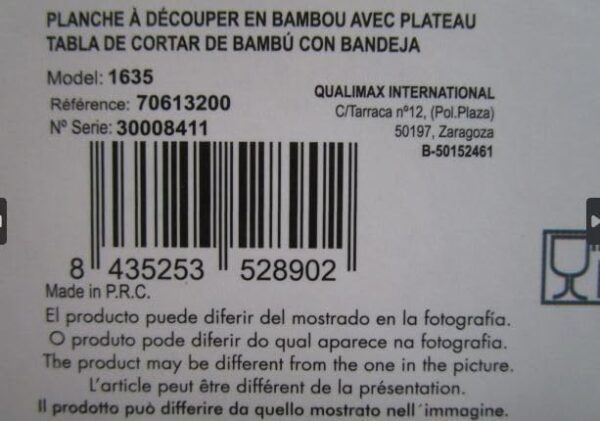 PLANCHE À DÉCOUPER EN BAMBOU AVEC PLATEAU
TABLA DE CORTAR DE BAMBÚ CON BANDEJA
Model: 1635
Référence: 70613200
Nº Serie: 30008411
QUALIMAX INTERNATIONAL
C/Tarraca nº12, (Pol.Plaza)
50197, Zaragoza
B-50152461
8 435253 528902
Made in P.R.C.
El producto puede diferir del mostrado en la fotografía.
O produto pode diferir do qual aparece na fotografia.
The product may be different from the one in the picture.
L'article peut être différent de la présentation.
Il prodotto può differire da quello mostrato nell´immagine.